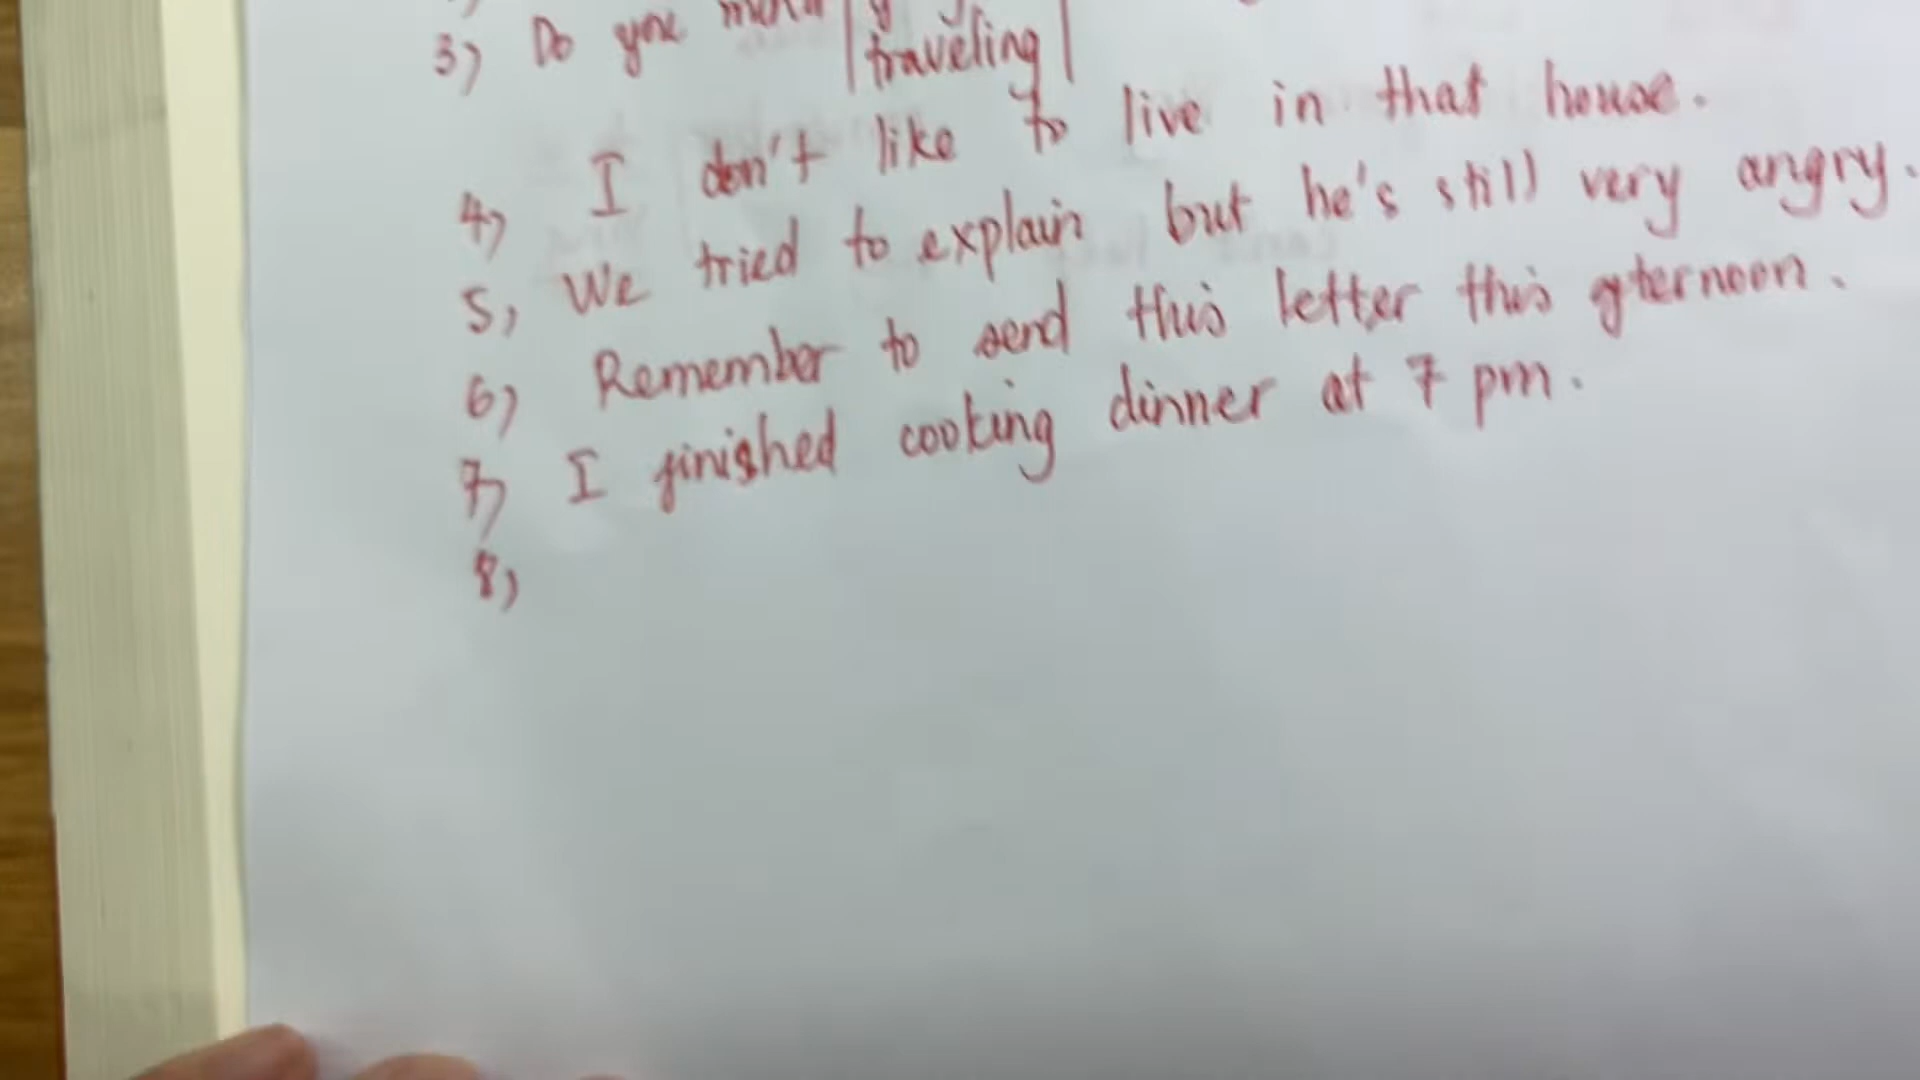 3) Do you mind
traveling
4) I don't like to live in that house.
5) We tried to explain but he's still very angry.
6) Remember to send this letter this afternoon.
7) I finished cooking dinner at 7 pm.
8)